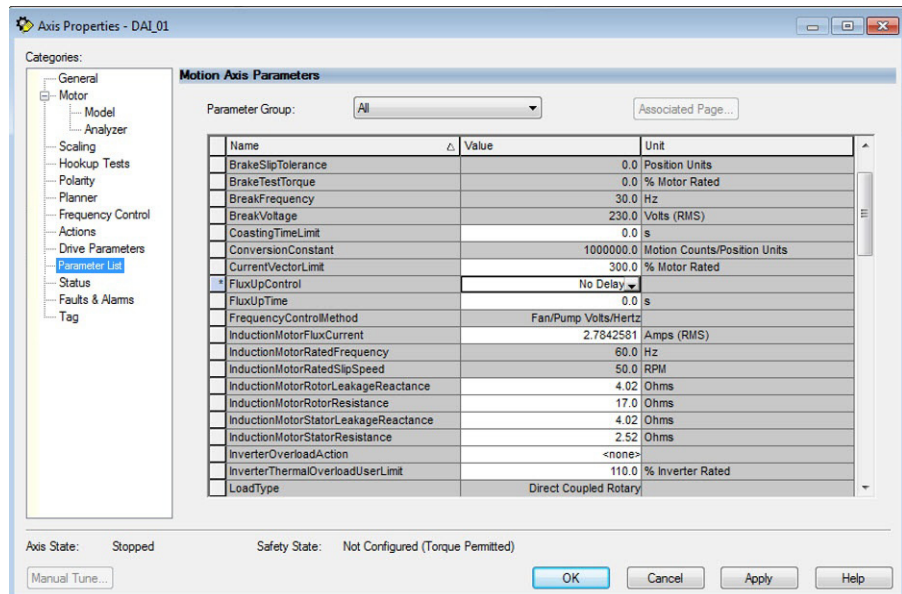 Axis Properties - DAI_01
Categories:
General
Motor
Model
Analyzer
Scaling
Hookup Tests
Polarity
Planner
Frequency Control
Actions
Drive Parameters
Parameter List
Status
Faults & Alarms
Tag
Motion Axis Parameters
Parameter Group: All Associated Page...
Name Value Unit
BrakeSlipTolerance 0.0 Position Units
BrakeTestTorque 0.0 % Motor Rated
BreakFrequency 30.0 Hz
BreakVoltage 230.0 Volts (RMS)
CoastingTimeLimit 0.0 s
ConversionConstant 1000000.0 Motion Counts/Position Units
CurrentVectorLimit 300.0 % Motor Rated
* FluxUpControl No Delay
FluxUpTime 0.0 s
FrequencyControlMethod Fan/Pump Volts/Hertz
InductionMotorFluxCurrent 2.7842581 Amps (RMS)
InductionMotorRatedFrequency 60.0 Hz
InductionMotorRatedSlipSpeed 50.0 RPM
InductionMotorRotorLeakageReactance 4.02 Ohms
InductionMotorRotorResistance 17.0 Ohms
InductionMotorStatorLeakageReactance 4.02 Ohms
InductionMotorStatorResistance 2.52 Ohms
InverterOverloadAction <none>
InverterThermalOverloadUserLimit 110.0 % Inverter Rated
LoadType Direct Coupled Rotary
Axis State: Stopped Safety State: Not Configured (Torque Permitted)
Manual Tune... OK Cancel Apply Help